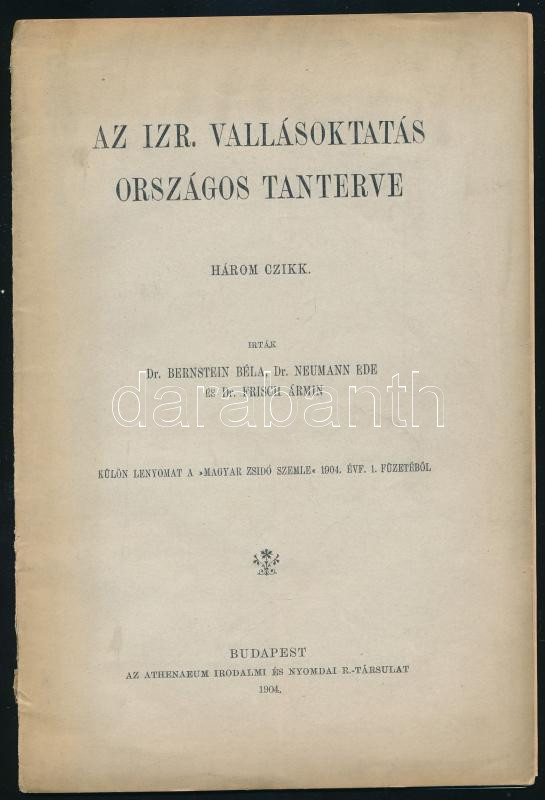 AZ IZR. VALLÁSOKTATÁS
ORSZÁGOS TANTERVE
HÁROM CZIKK.
IRTÁK
Dr. BERNSTEIN BÉLA, Dr. NEUMANN EDE
ÉS Dr. FRISCH ÁRMIN
darabanth
KÜLÖN LENYOMAT A »MAGYAR ZSIDÓ SZEMLE« 1904. ÉVF. 1. FÜZETÉBŐL
BUDAPEST
AZ ATHENAEUM IRODALMI ÉS NYOMDAI R.-TÁRSULAT
1904.